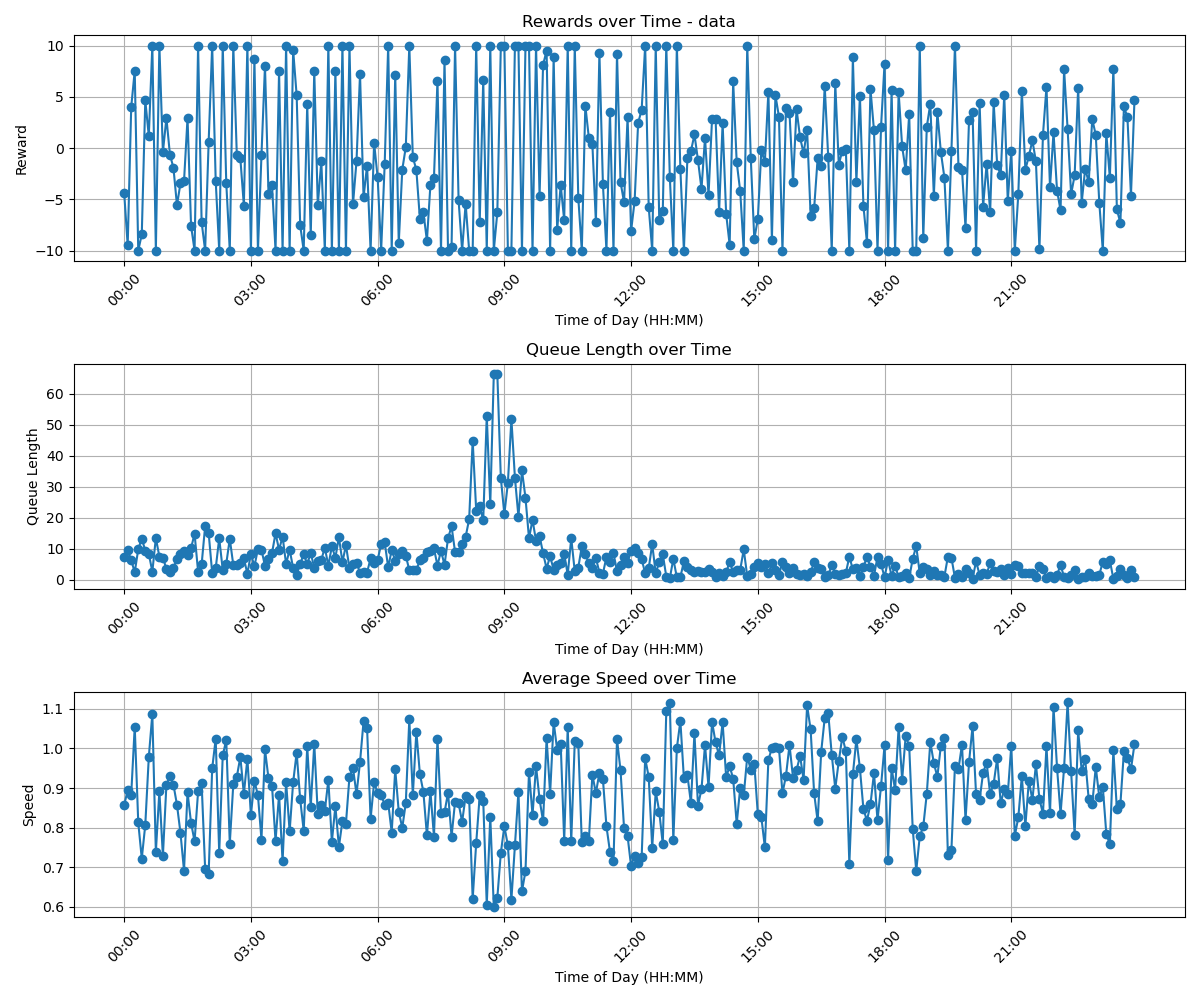 Rewards over Time - data
Reward
10
5
0
−5
−10
00:00 03:00 06:00 09:00 12:00 15:00 18:00 21:00
Time of Day (HH:MM)
Queue Length over Time
Queue Length
60
50
40
30
20
10
0
00:00 03:00 06:00 09:00 12:00 15:00 18:00 21:00
Time of Day (HH:MM)
Average Speed over Time
Speed
1.1
1.0
0.9
0.8
0.7
0.6
00:00 03:00 06:00 09:00 12:00 15:00 18:00 21:00
Time of Day (HH:MM)